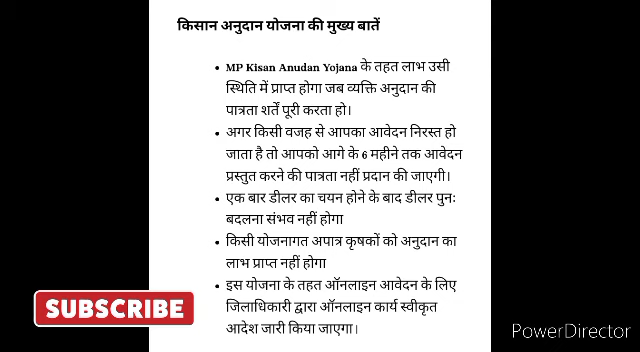 किसान अनुदान योजना की मुख्य बातें
• MP Kisan Anudan Yojana के तहत लाभ उसी
स्थिति में प्राप्त होगा जब व्यक्ति अनुदान की
पात्रता शर्तें पूरी करता हो।
• अगर किसी वजह से आपका आवेदन निरस्त हो
जाता है तो आपको आगे के 6 महीने तक आवेदन
प्रस्तुत करने की पात्रता नहीं प्रदान की जाएगी।
• एक बार डीलर का चयन होने के बाद डीलर पुनः
बदलना संभव नहीं होगा
• किसी योजनागत अपात्र कृषकों को अनुदान का
लाभ प्राप्त नहीं होगा
• इस योजना के तहत ऑनलाइन आवेदन के लिए
जिलाधिकारी द्वारा ऑनलाइन कार्य स्वीकृत
आदेश जारी किया जाएगा।
SUBSCRIBE
PowerDirector